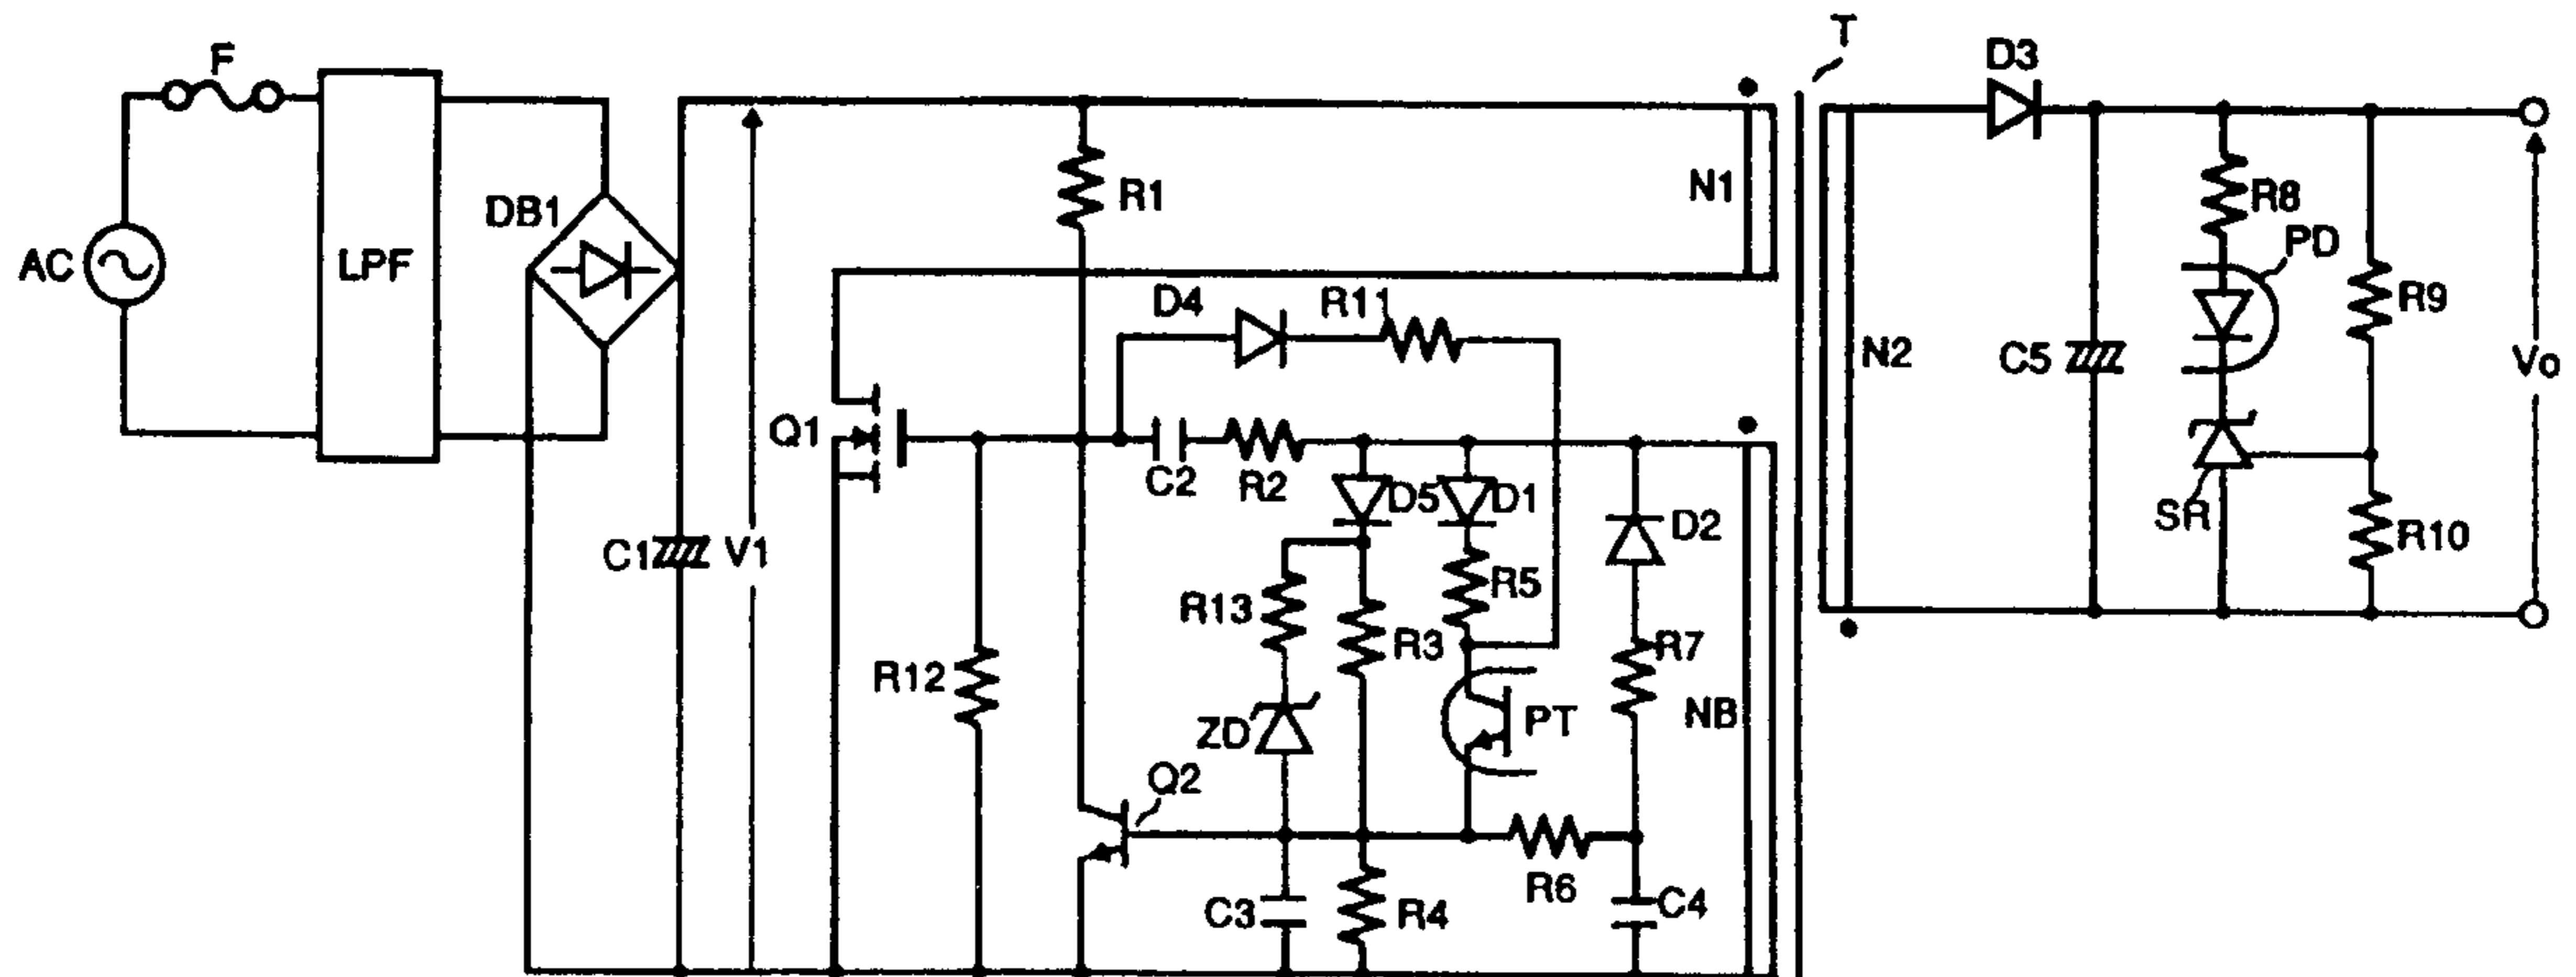 T
F
D3
AC
LPF
DB1
R1
N1
R8
PD
R9
D4
R11
N2
C5
Vo
Q1
C2
R2
D5
D1
D2
SR
R10
C1
V1
R13
R3
R5
R7
R12
ZD
PT
NB
Q2
C3
R4
R6
C4